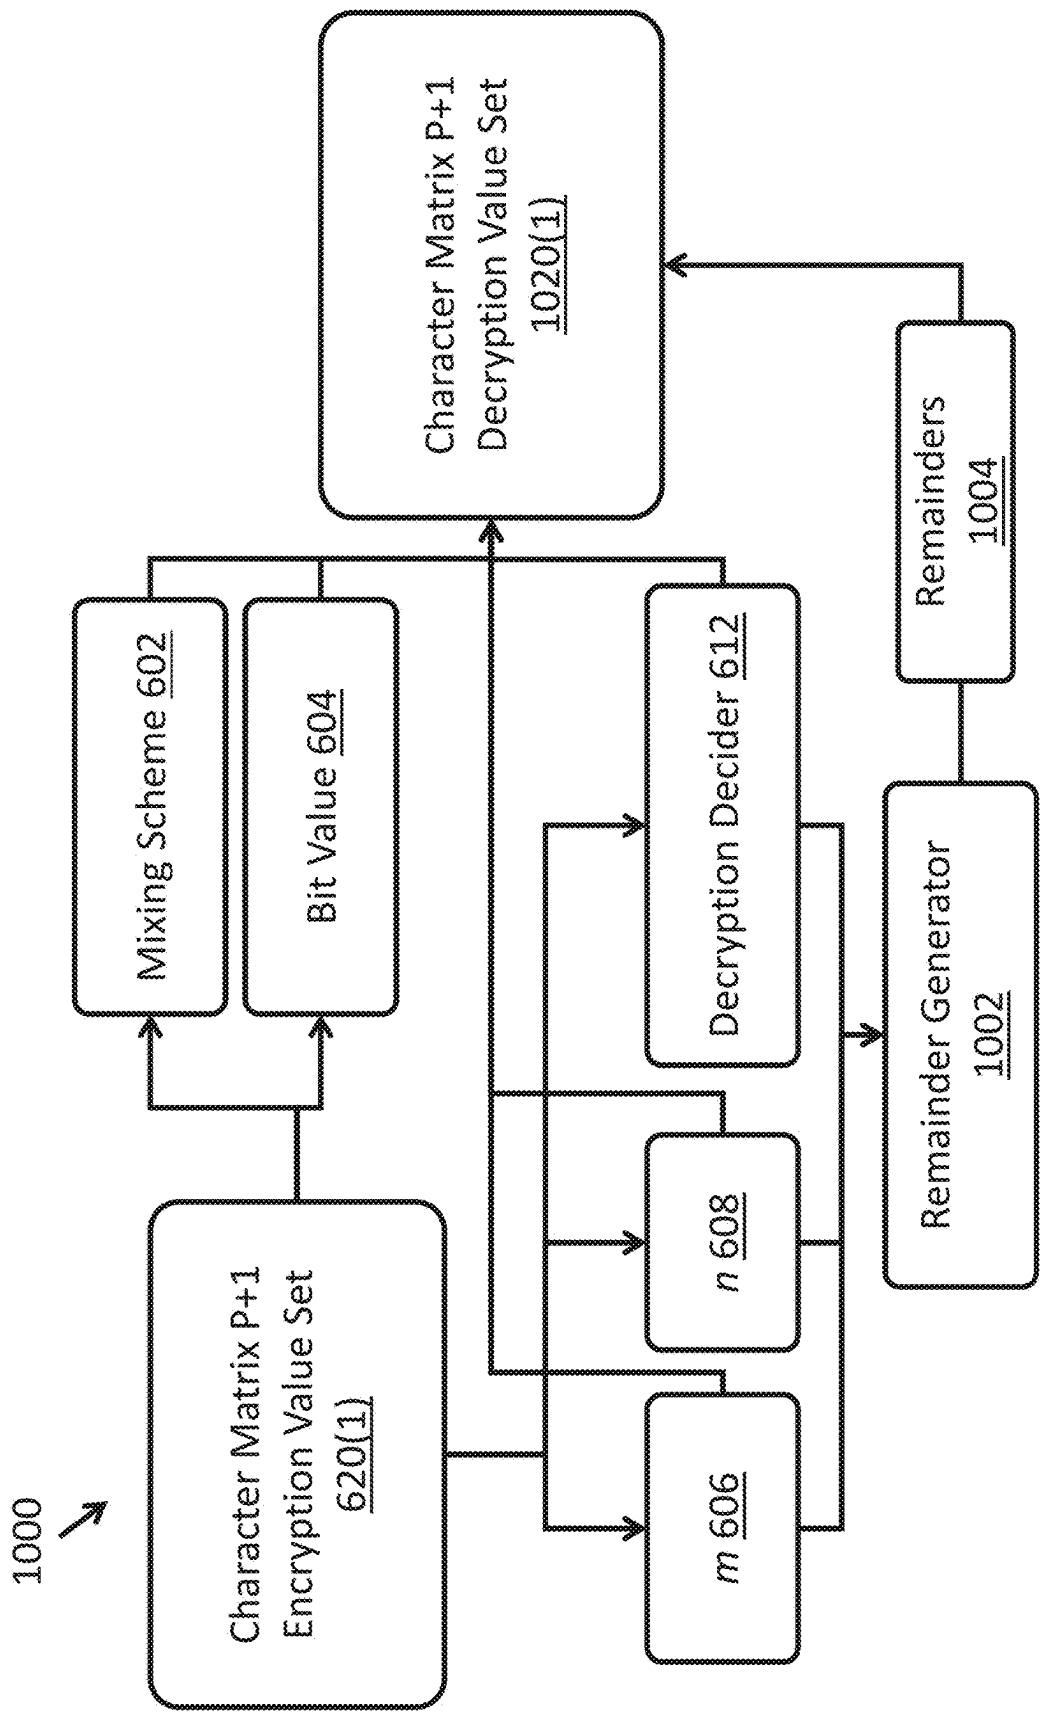 1000
Character Matrix P+1
Encryption Value Set
620(1)
Mixing Scheme 602
Bit Value 604
m 606
n 608
Decryption Decider 612
Remainder Generator
1002
Remainders
1004
Character Matrix P+1
Decryption Value Set
1020(1)